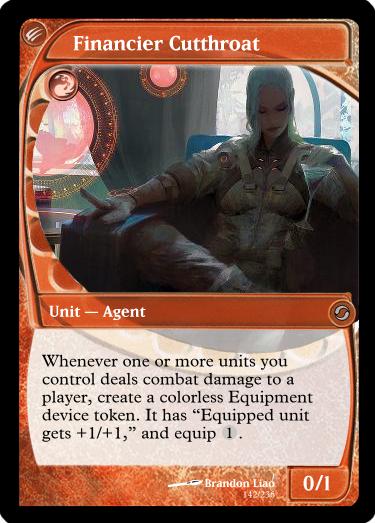 Financier Cutthroat
Unit — Agent
Whenever one or more units you
control deals combat damage to a
player, create a colorless Equipment
device token. It has “Equipped unit
gets +1/+1,” and equip 1.
Brandon Liao
142/236
0/1